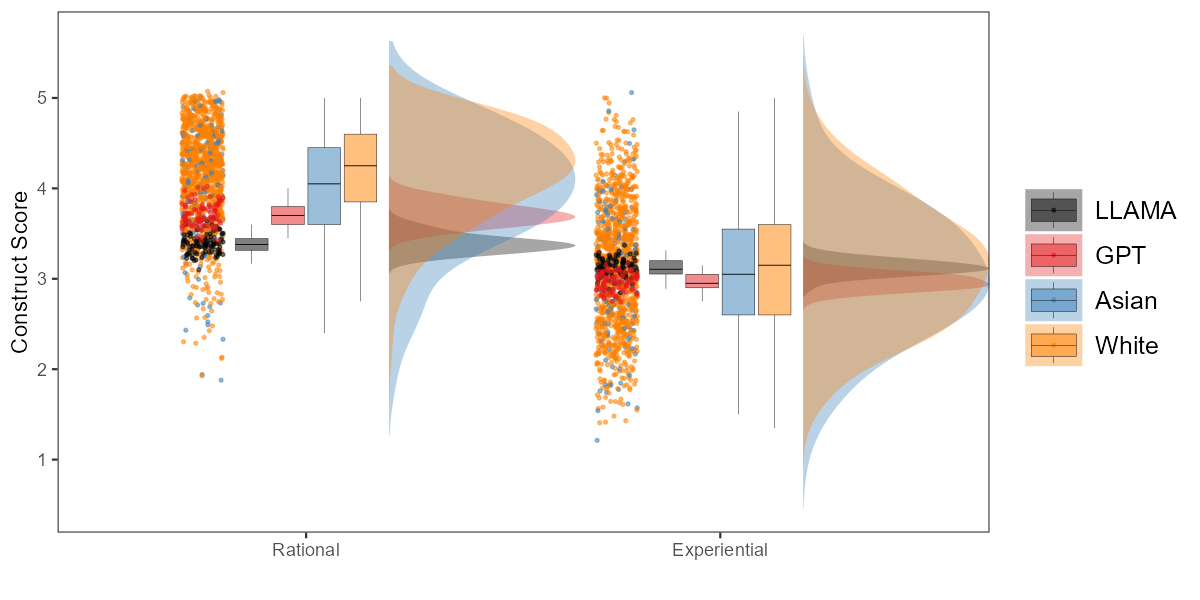 Construct Score
5
4
3
2
1
Rational
Experiential
LLAMA
GPT
Asian
White